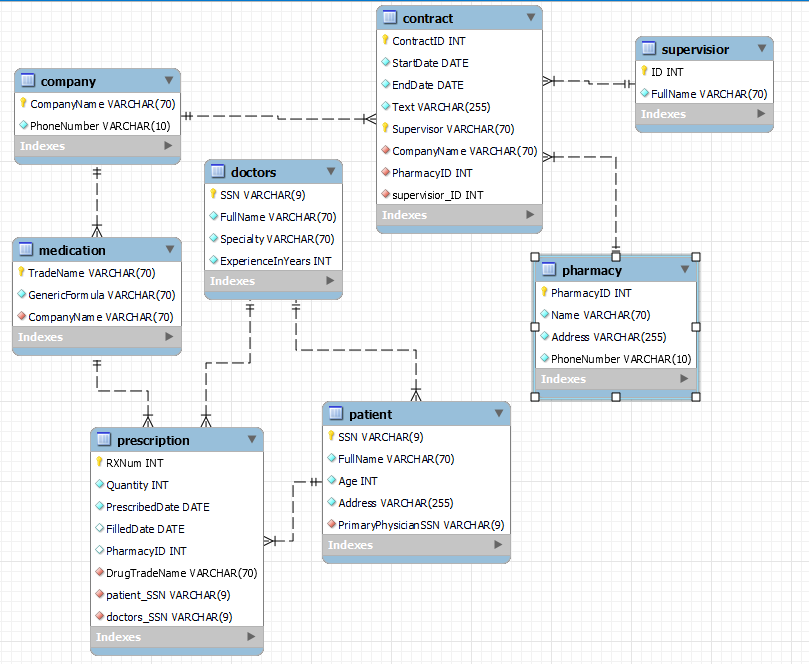 contract
ContractID INT
StartDate DATE
EndDate DATE
Text VARCHAR(255)
Supervisor VARCHAR(70)
CompanyName VARCHAR(70)
PharmacyID INT
supervisior_ID INT
Indexes
supervisior
ID INT
FullName VARCHAR(70)
Indexes
company
CompanyName VARCHAR(70)
PhoneNumber VARCHAR(10)
Indexes
doctors
SSN VARCHAR(9)
FullName VARCHAR(70)
Specialty VARCHAR(70)
ExperienceInYears INT
Indexes
medication
TradeName VARCHAR(70)
GenericFormula VARCHAR(70)
CompanyName VARCHAR(70)
Indexes
pharmacy
PharmacyID INT
Name VARCHAR(70)
Address VARCHAR(255)
PhoneNumber VARCHAR(10)
Indexes
prescription
RXNum INT
Quantity INT
PrescribedDate DATE
FilledDate DATE
PharmacyID INT
DrugTradeName VARCHAR(70)
patient_SSN VARCHAR(9)
doctors_SSN VARCHAR(9)
Indexes
patient
SSN VARCHAR(9)
FullName VARCHAR(70)
Age INT
Address VARCHAR(255)
PrimaryPhysicianSSN VARCHAR(9)
Indexes